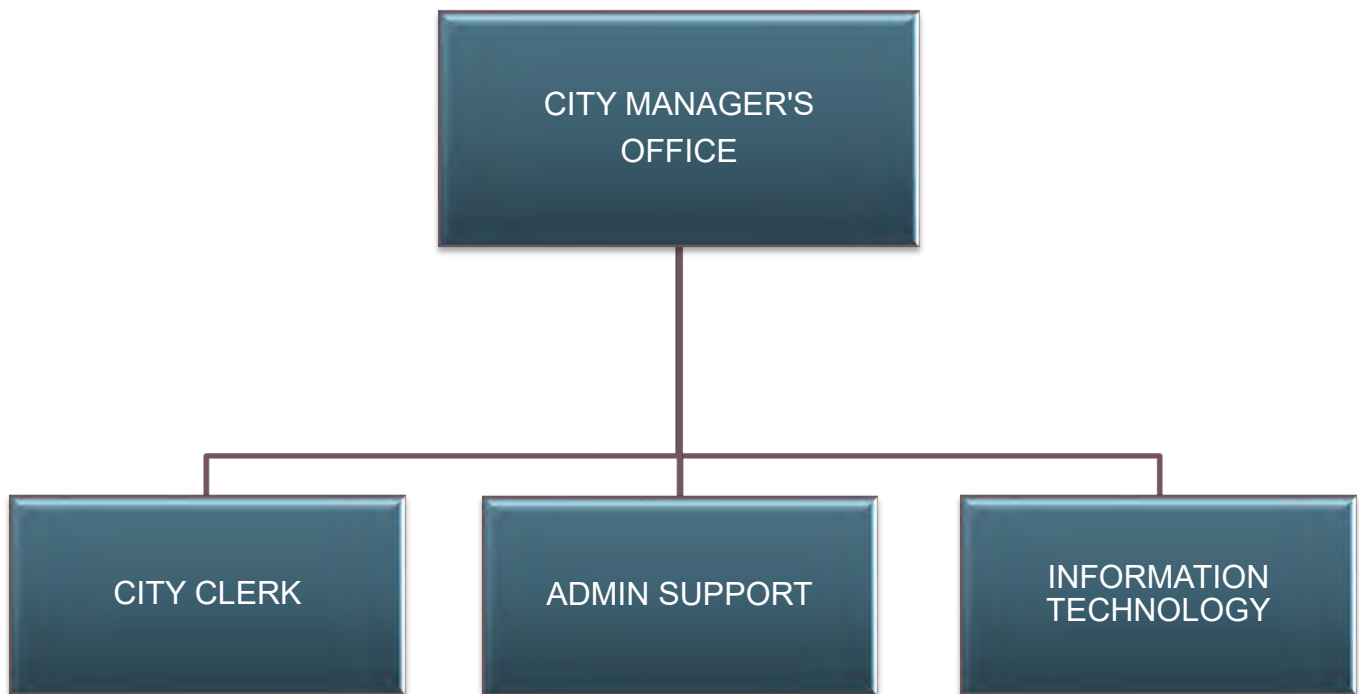 CITY MANAGER'S
OFFICE
CITY CLERK
ADMIN SUPPORT
INFORMATION
TECHNOLOGY